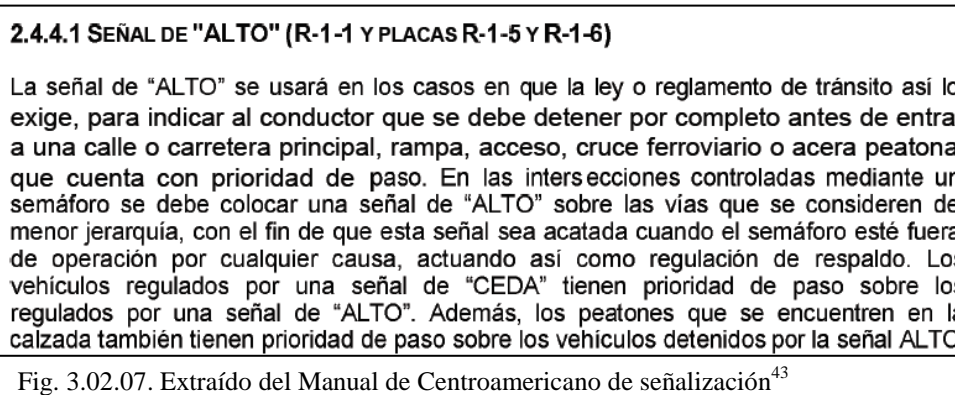 2.4.4.1 SEÑAL DE "ALTO" (R-1-1 Y PLACAS R-1-5 Y R-1-6)
La señal de “ALTO” se usará en los casos en que la ley o reglamento de tránsito así lo
exige, para indicar al conductor que se debe detener por completo antes de entra
a una calle o carretera principal, rampa, acceso, cruce ferroviario o acera peatona
que cuenta con prioridad de paso. En las intersecciones controladas mediante un
semáforo se debe colocar una señal de “ALTO” sobre las vías que se consideren de
menor jerarquía, con el fin de que esta señal sea acatada cuando el semáforo esté fuera
de operación por cualquier causa, actuando así como regulación de respaldo. Los
vehículos regulados por una señal de “CEDA” tienen prioridad de paso sobre los
regulados por una señal de “ALTO”. Además, los peatones que se encuentren en la
calzada también tienen prioridad de paso sobre los vehículos detenidos por la señal ALTO
Fig. 3.02.07. Extraído del Manual de Centroamericano de señalización43